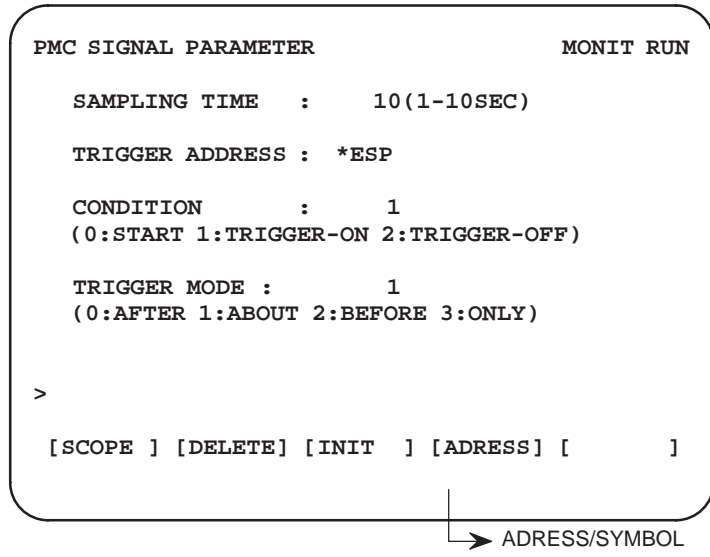 PMC SIGNAL PARAMETER MONIT RUN
SAMPLING TIME : 10(1-10SEC)
TRIGGER ADDRESS : *ESP
CONDITION : 1
(0:START 1:TRIGGER-ON 2:TRIGGER-OFF)
TRIGGER MODE : 1
(0:AFTER 1:ABOUT 2:BEFORE 3:ONLY)
>
[SCOPE ] [DELETE] [INIT ] [ADRESS] [ ]
ADRESS/SYMBOL